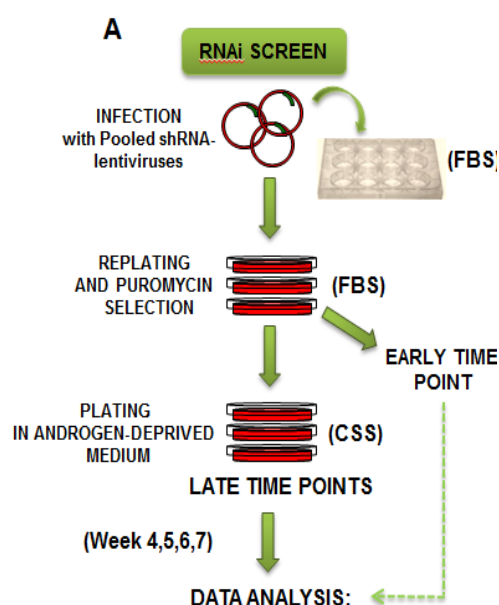 A
RNAi SCREEN
INFECTION
with Pooled shRNA-
lentiviruses
(FBS)
REPLATING
AND PUROMYCIN
SELECTION
(FBS)
EARLY TIME
POINT
PLATING
IN ANDROGEN-DEPRIVED
MEDIUM
(CSS)
LATE TIME POINTS
(Week 4,5,6,7)
DATA ANALYSIS: